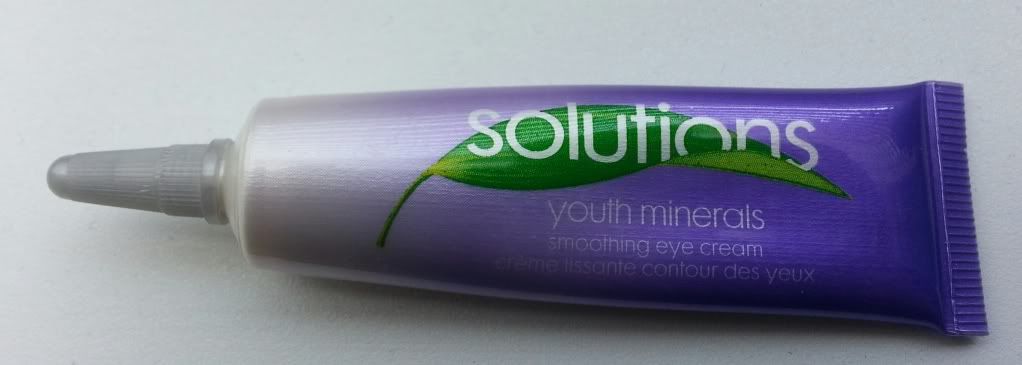 solutions
youth minerals
smoothing eye cream
crème lissante contour des yeux